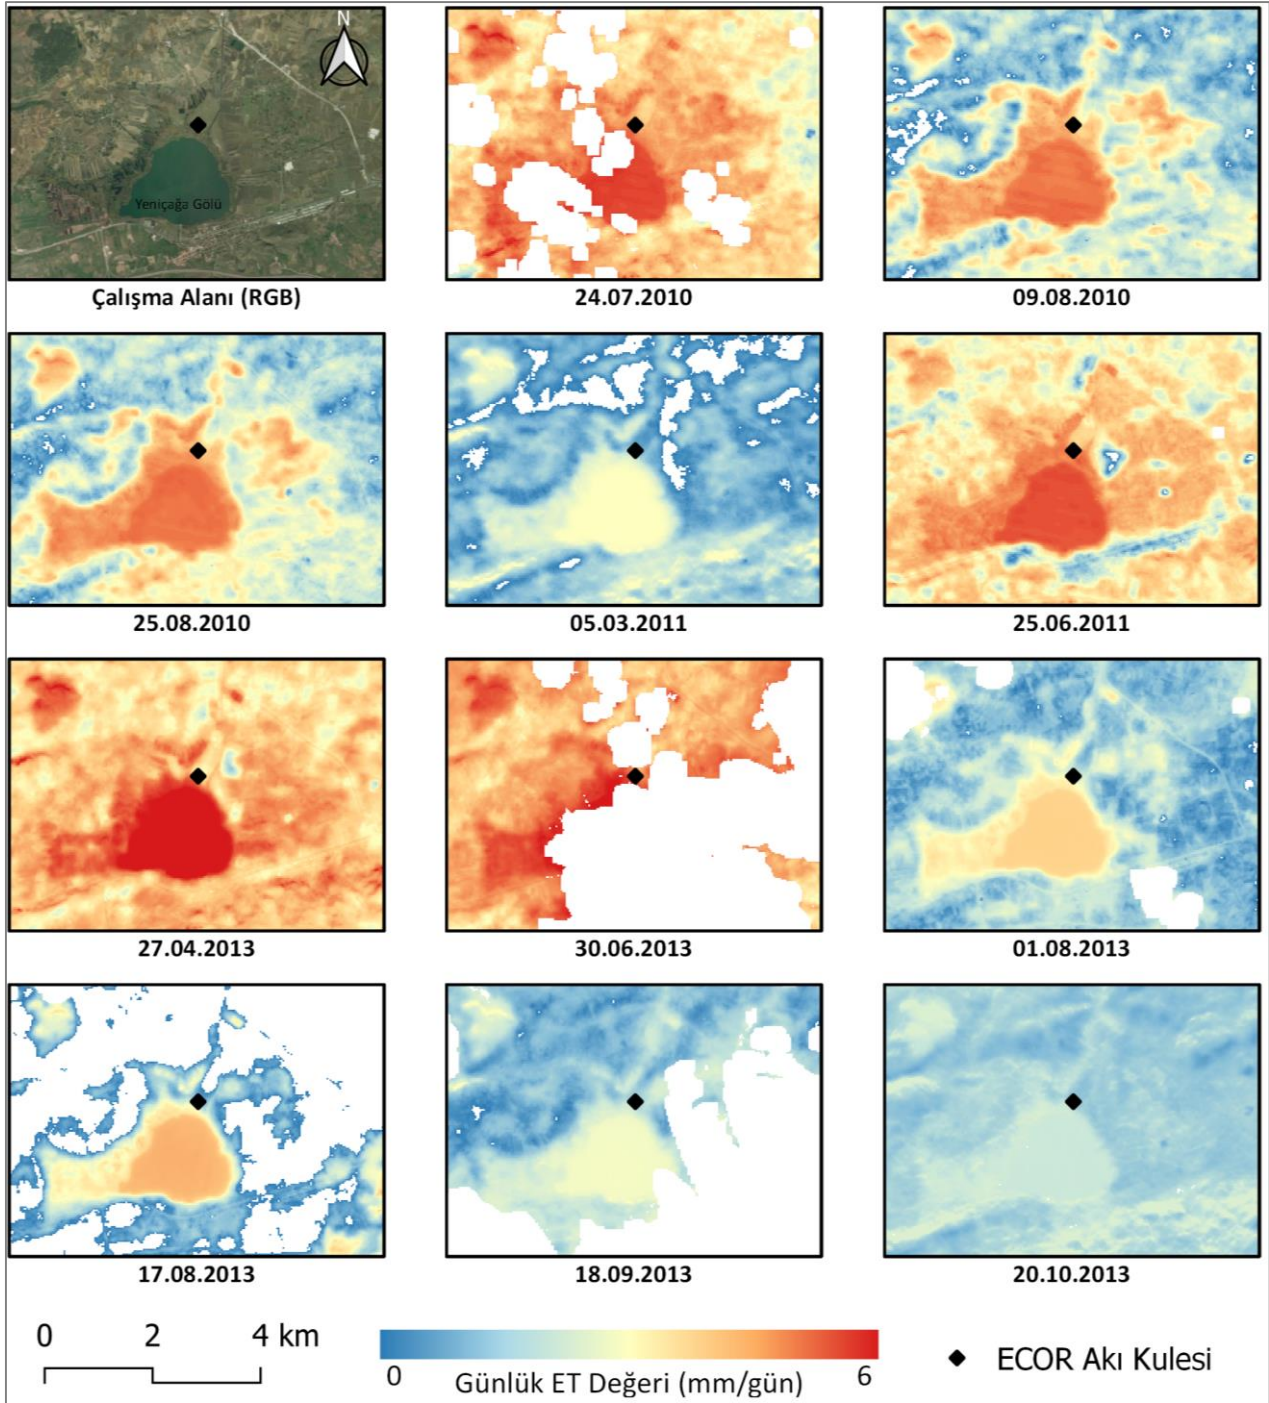 N
Yeniçağa Gölü
Çalışma Alanı (RGB)
24.07.2010
09.08.2010
25.08.2010
05.03.2011
25.06.2011
27.04.2013
30.06.2013
01.08.2013
17.08.2013
18.09.2013
20.10.2013
0 2 4 km
0 6
Günlük ET Değeri (mm/gün)
ECOR Akı Kulesi